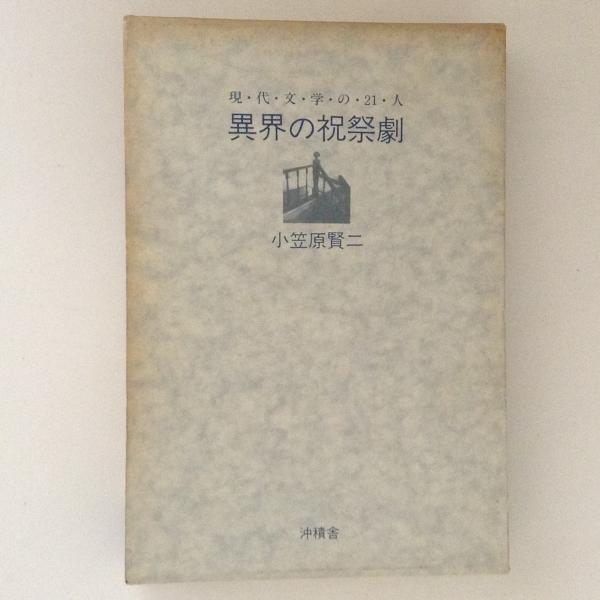 現・代・文・学・の・21・人
異界の祝祭劇
小笠原賢二
沖積舎